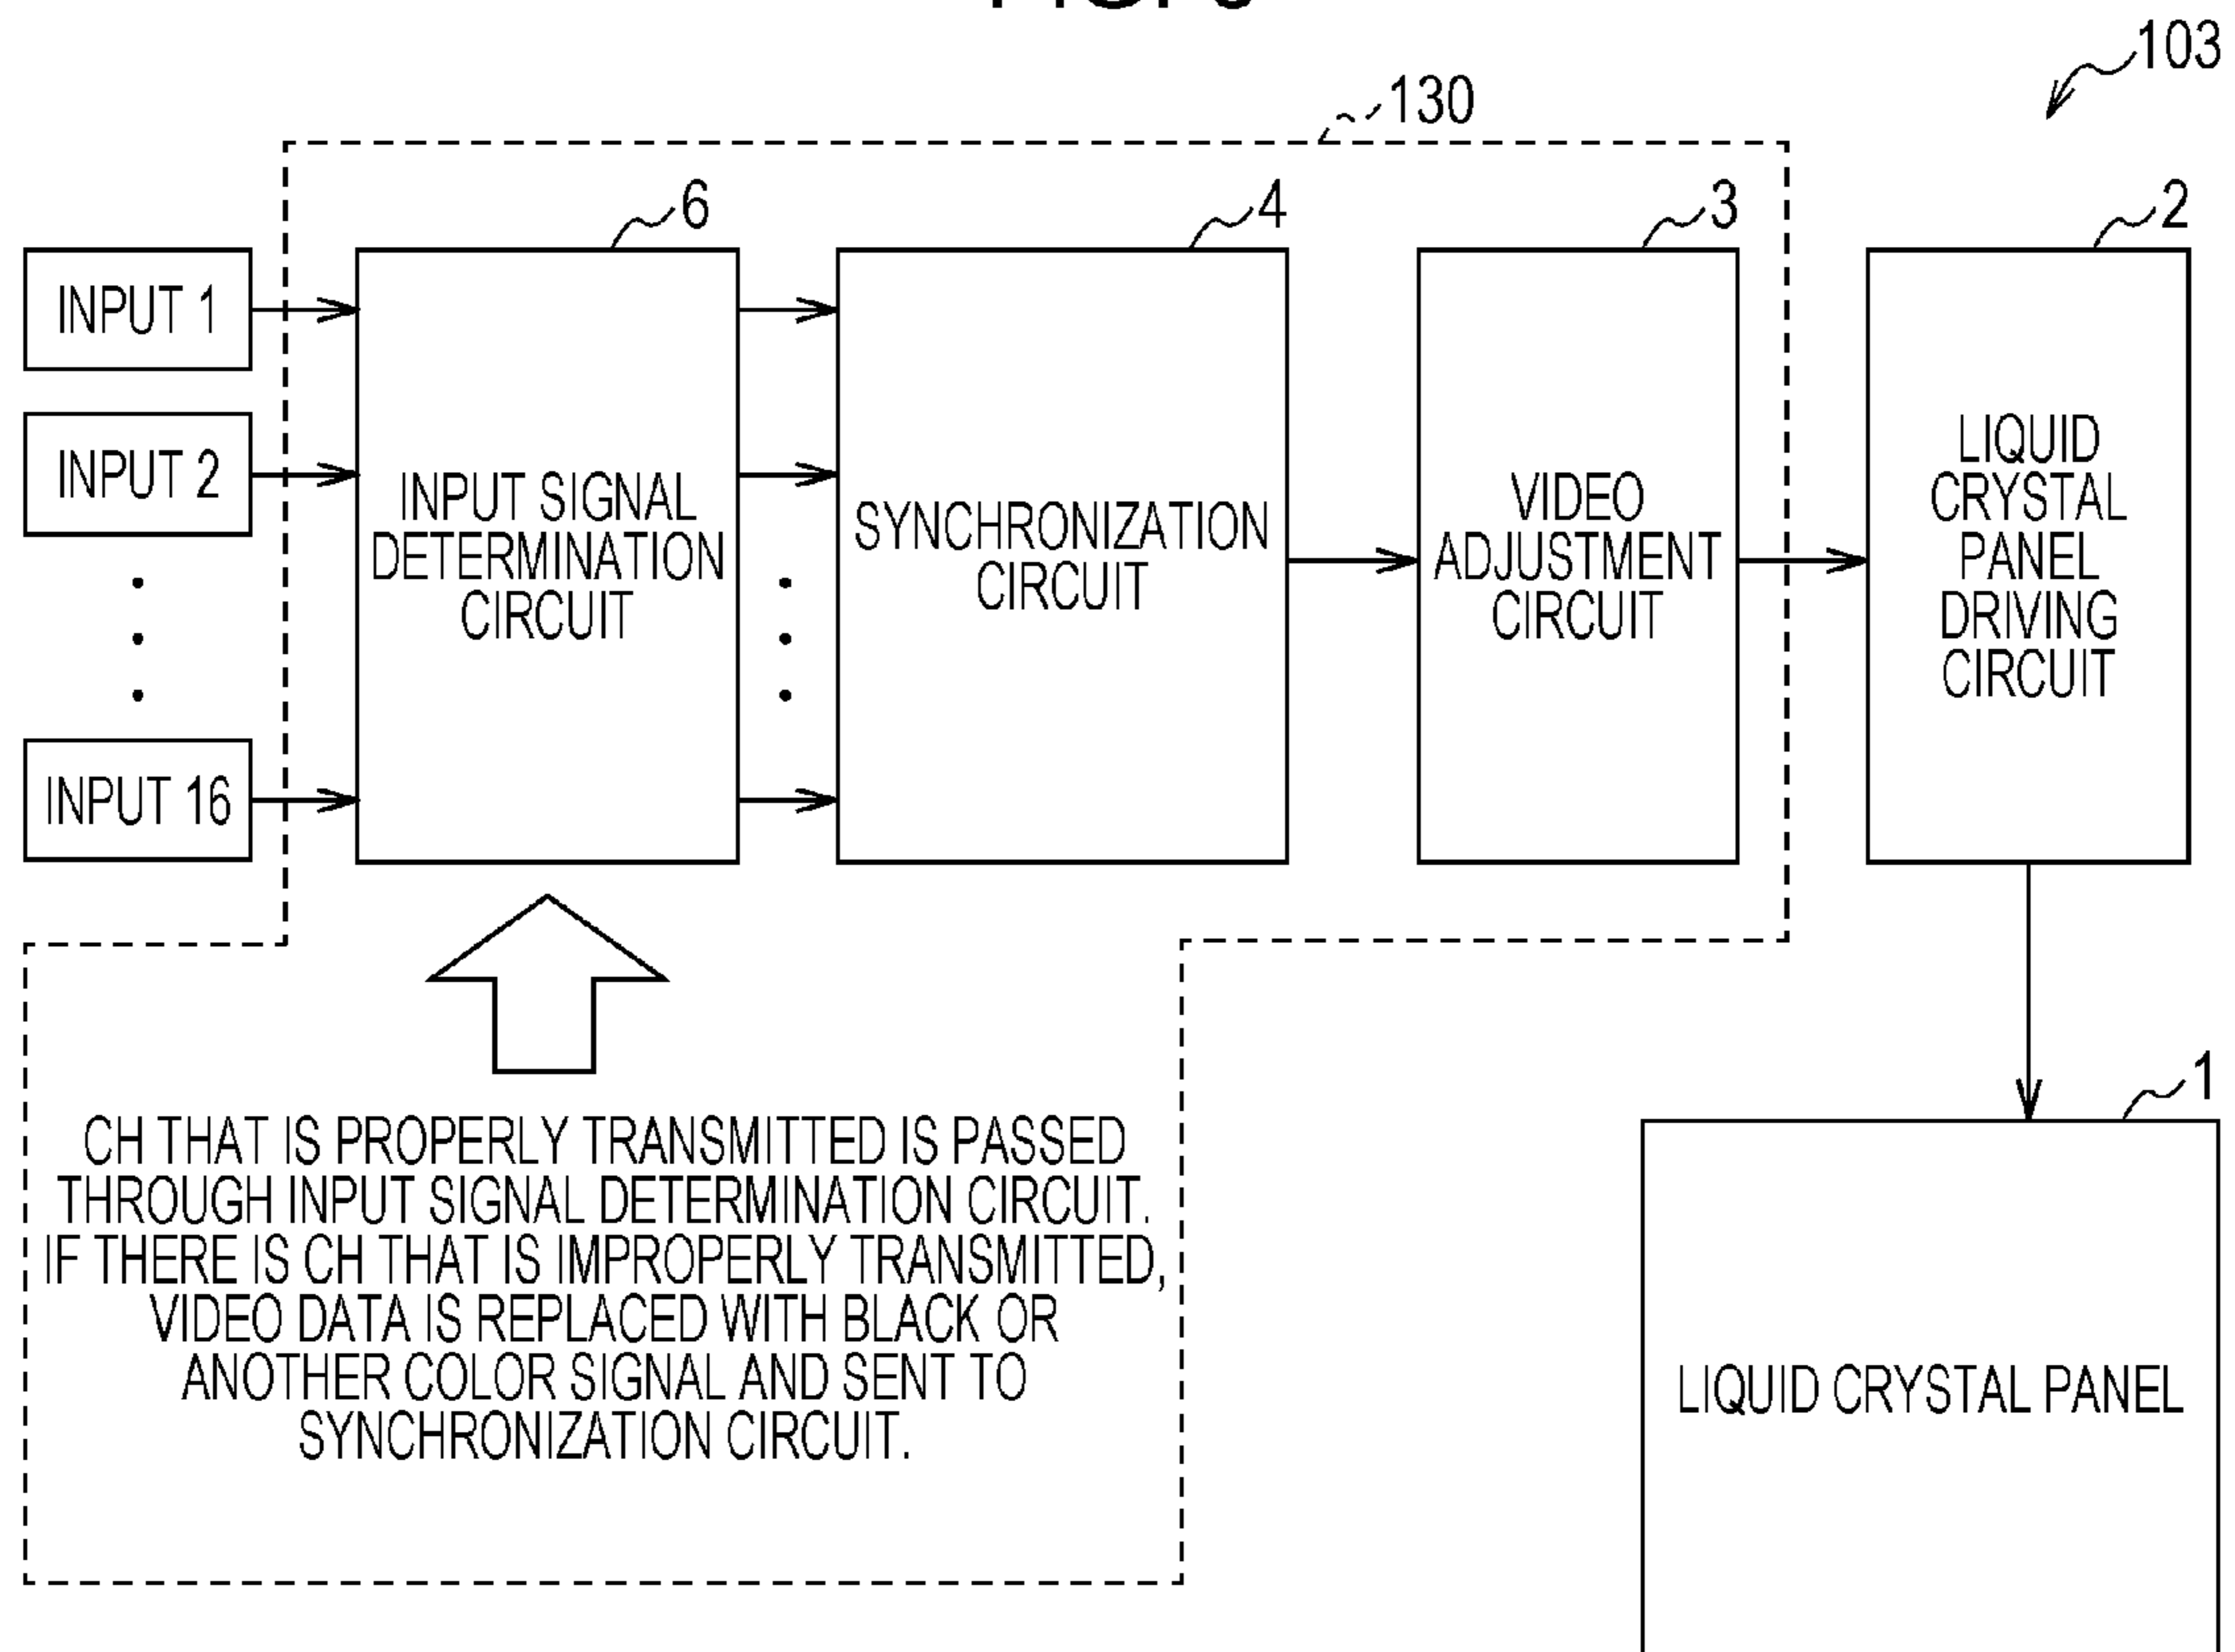 103
130
6
4
3
2
INPUT 1
INPUT 2
INPUT 16
INPUT SIGNAL
DETERMINATION
CIRCUIT
SYNCHRONIZATION
CIRCUIT
VIDEO
ADJUSTMENT
CIRCUIT
LIQUID
CRYSTAL
PANEL
DRIVING
CIRCUIT
CH THAT IS PROPERLY TRANSMITTED IS PASSED
THROUGH INPUT SIGNAL DETERMINATION CIRCUIT.
IF THERE IS CH THAT IS IMPROPERLY TRANSMITTED,
VIDEO DATA IS REPLACED WITH BLACK OR
ANOTHER COLOR SIGNAL AND SENT TO
SYNCHRONIZATION CIRCUIT.
1
LIQUID CRYSTAL PANEL